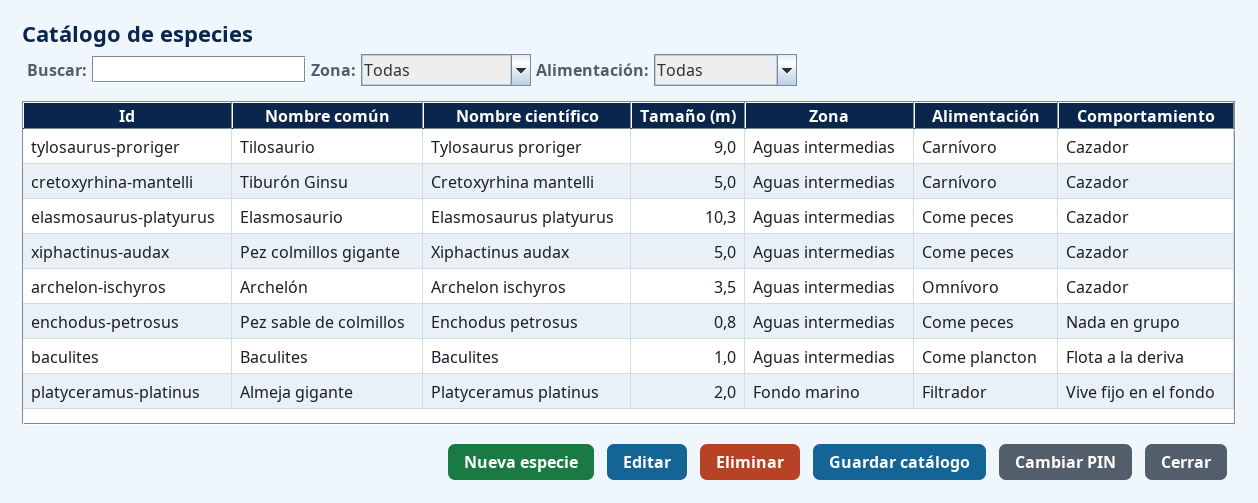 Catálogo de especies
Buscar: Zona: Todas Alimentación: Todas
Id Nombre común Nombre científico Tamaño (m) Zona Alimentación Comportamiento
tylosaurus-proriger Tilosaurio Tylosaurus proriger 9,0 Aguas intermedias Carnívoro Cazador
cretoxyrhina-mantelli Tiburón Ginsu Cretoxyrhina mantelli 5,0 Aguas intermedias Carnívoro Cazador
elasmosaurus-platyurus Elasmosaurio Elasmosaurus platyurus 10,3 Aguas intermedias Come peces Cazador
xiphactinus-audax Pez colmillos gigante Xiphactinus audax 5,0 Aguas intermedias Come peces Cazador
archelon-ischyros Archelón Archelon ischyros 3,5 Aguas intermedias Omnívoro Cazador
enchodus-petrosus Pez sable de colmillos Enchodus petrosus 0,8 Aguas intermedias Come peces Nada en grupo
baculites Baculites Baculites 1,0 Aguas intermedias Come plancton Flota a la deriva
platyceramus-platinus Almeja gigante Platyceramus platinus 2,0 Fondo marino Filtrador Vive fijo en el fondo
Nueva especie Editar Eliminar Guardar catálogo Cambiar PIN Cerrar